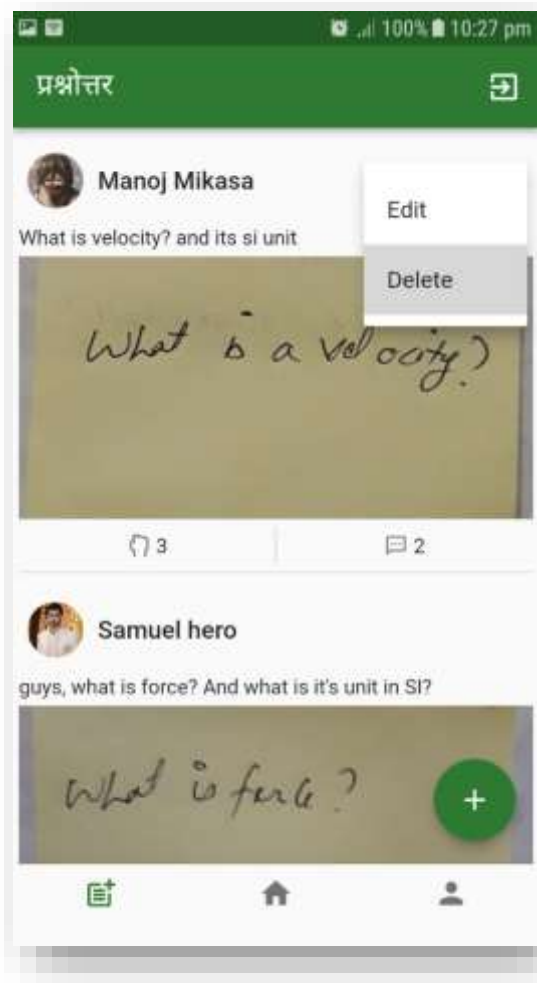 100% 10:27 pm
प्रश्नोत्तर
Manoj Mikasa
Edit
What is velocity? and its si unit
Delete
What is a velocity?
3
2
Samuel hero
guys, what is force? And what is it's unit in SI?
What is force?
+